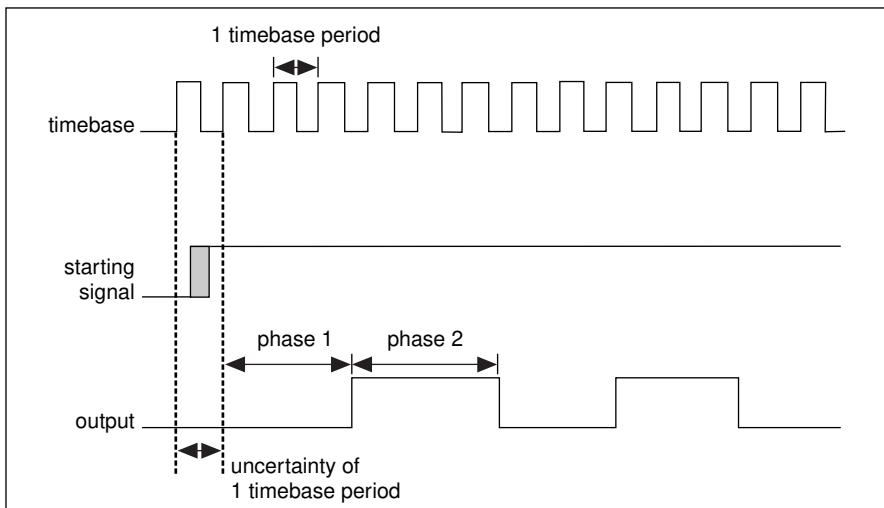 1 timebase period
timebase
starting
signal
phase 1
phase 2
output
uncertainty of
1 timebase period